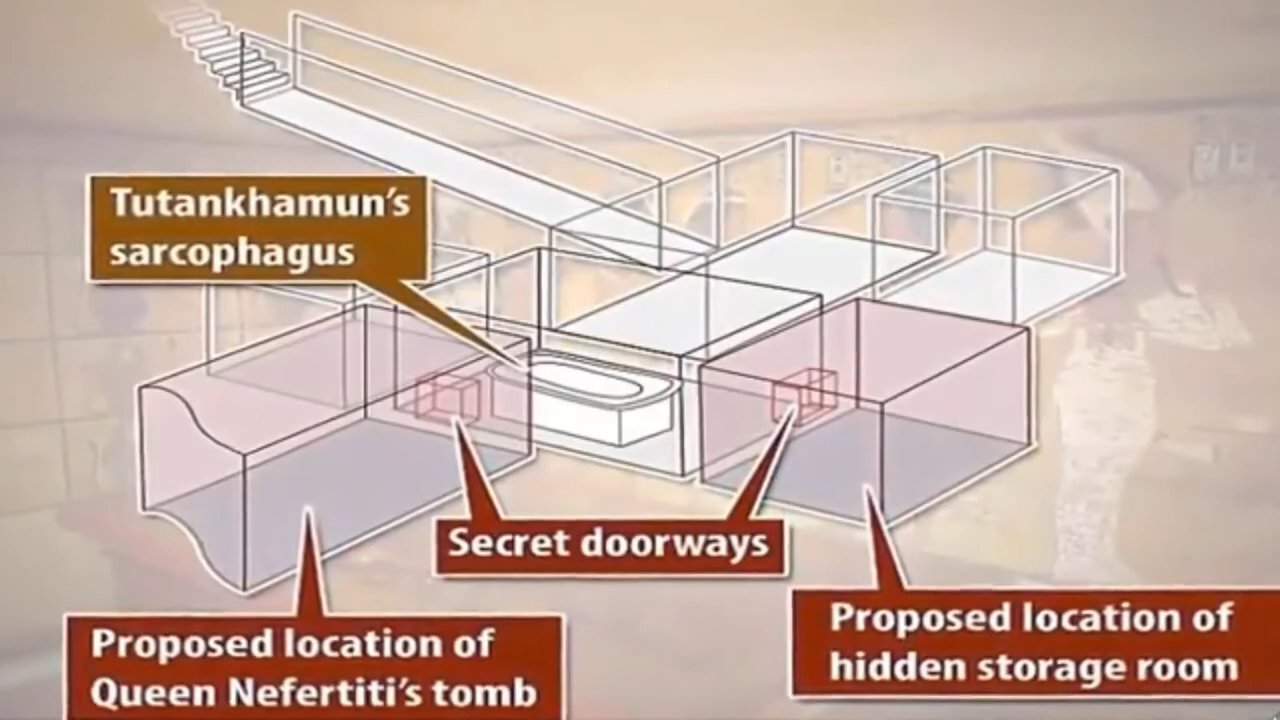 Tutankhamun's
sarcophagus
Secret doorways
Proposed location of
Queen Nefertiti's tomb
Proposed location of
hidden storage room